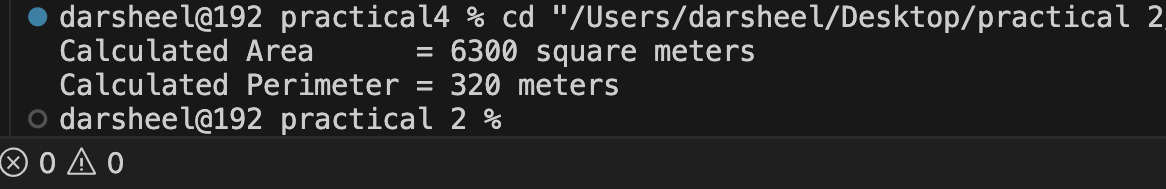 darsheel@192 practical4 % cd "/Users/darsheel/Desktop/practical 2
Calculated Area      = 6300 square meters
Calculated Perimeter = 320 meters
darsheel@192 practical 2 %
0 0